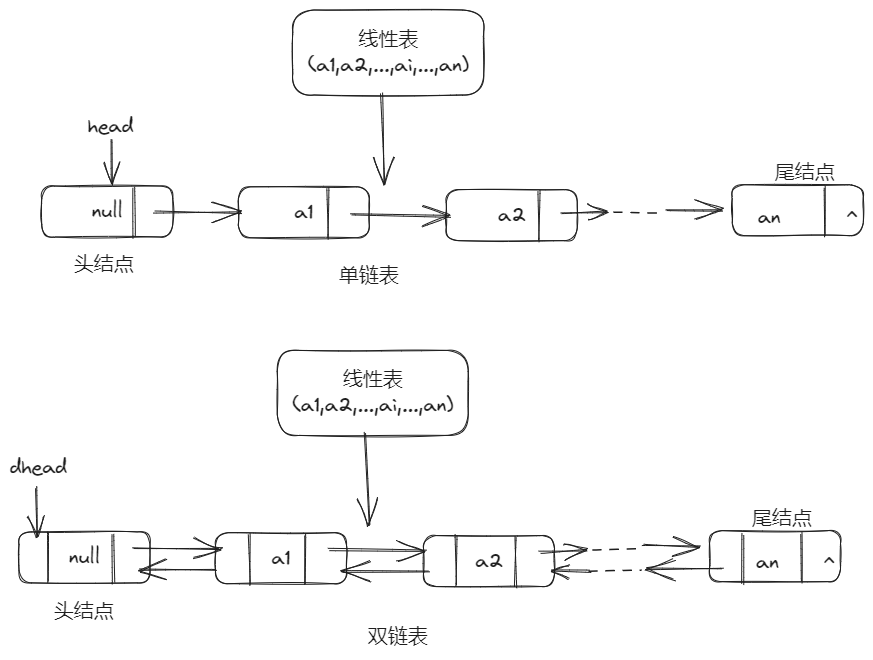 线性表
(a1,a2,...,ai,...,an)
head
尾结点
null
a1
a2
an
^
头结点
单链表
线性表
(a1,a2,...,ai,...,an)
dhead
尾结点
null
a1
a2
an
^
头结点
双链表